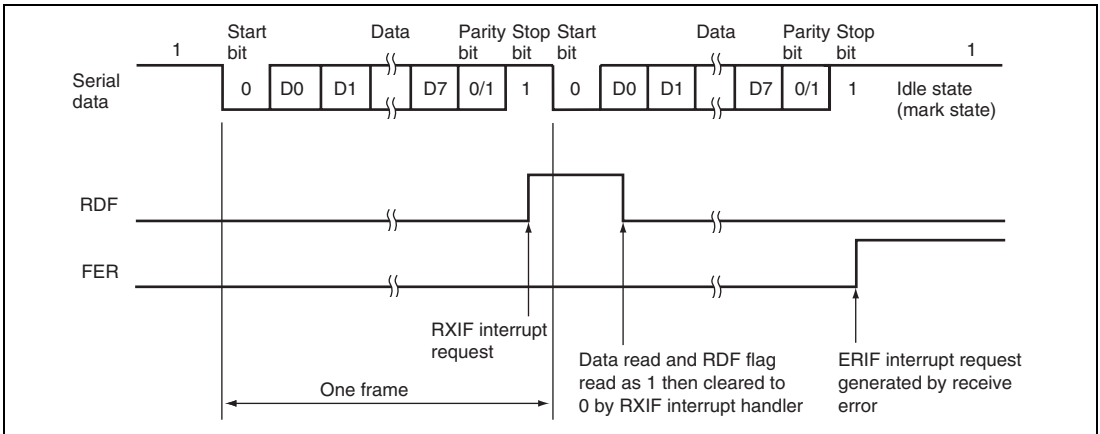 Start bit Data Parity bit Stop bit Start bit Data Parity bit Stop bit
1 1
Serial data 0 D0 D1 D7 0/1 1 0 D0 D1 D7 0/1 1 Idle state (mark state)
RDF
FER
RXIF interrupt
request
Data read and RDF flag
read as 1 then cleared to
0 by RXIF interrupt handler
ERIF interrupt request
generated by receive
error
One frame